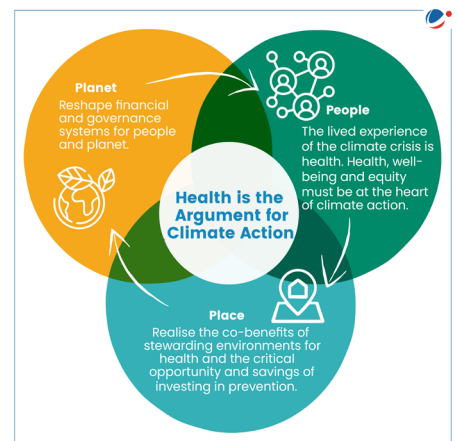 Planet
Reshape financial
and governance
systems for people
and planet.
People
The lived experience
of the climate crisis is
health. Health, well-
being and equity
must be at the heart
of climate action.
Health is the
Argument for
Climate Action
Place
Realise the co-benefits of
stewarding environments for
health and the critical
opportunity and savings of
investing in prevention.